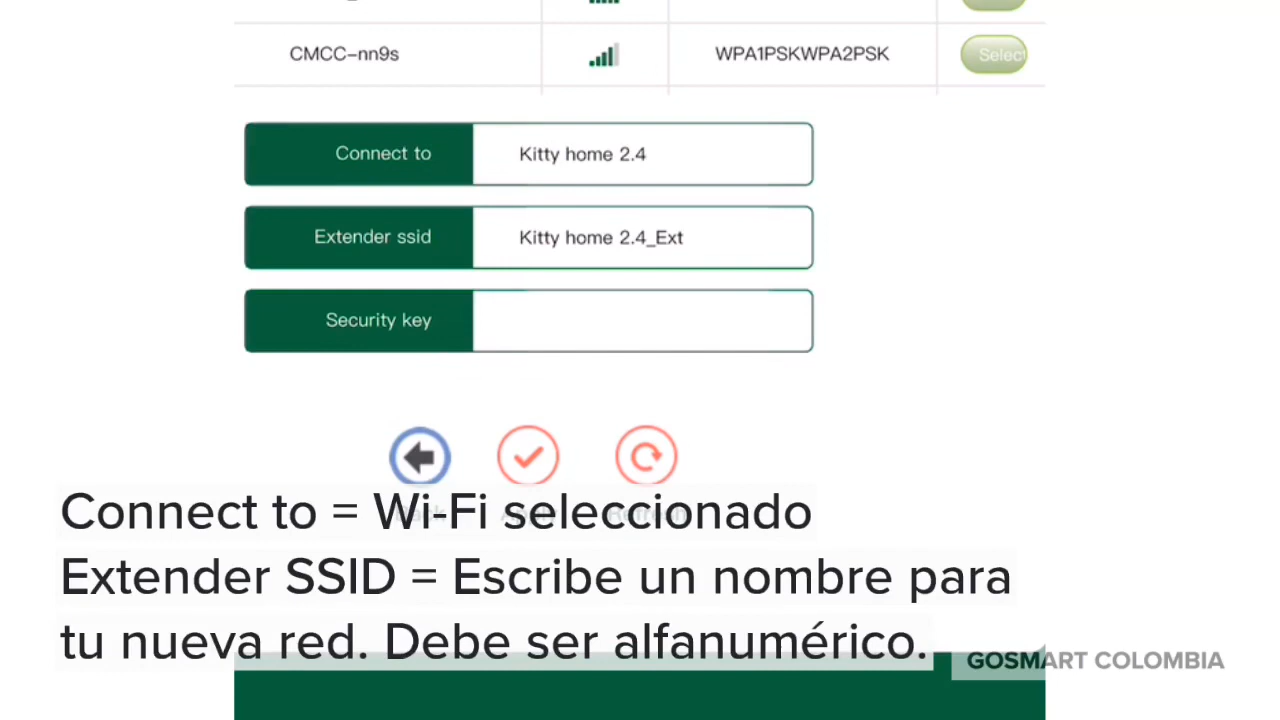 CMCC-nn9s WPA1PSKWPA2PSK Select
Connect to Kitty home 2.4
Extender ssid Kitty home 2.4_Ext
Security key
Connect to = Wi-Fi seleccionado
Extender SSID = Escribe un nombre para
tu nueva red. Debe ser alfanumérico.
GOSMART COLOMBIA